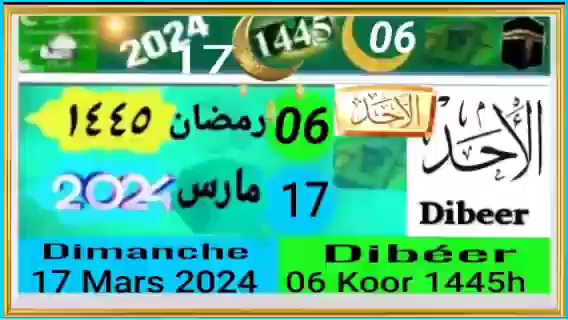 2024 17 1445 06
06 رمضان ١٤٤٥
الأحد
الأحد
17 مارس 2024
Dibeer
Dimanche
17 Mars 2024
Dibéer
06 Koor 1445h